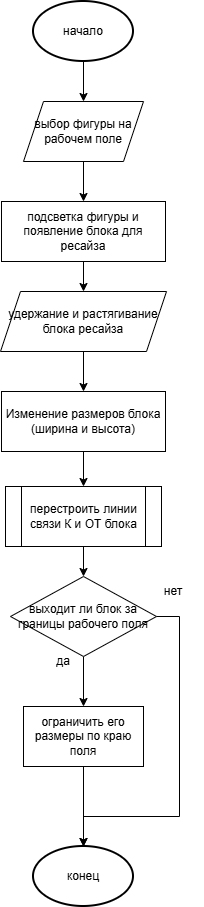 начало
выбор фигуры на
рабочем поле
подсветка фигуры и
появление блока для
ресайза
удержание и растягивание
блока ресайза
Изменение размеров блока
(ширина и высота)
перестроить линии
связи К и ОТ блока
нет
выходит ли блок за
границы рабочего поля
да
ограничить его
размеры по краю
поля
конец